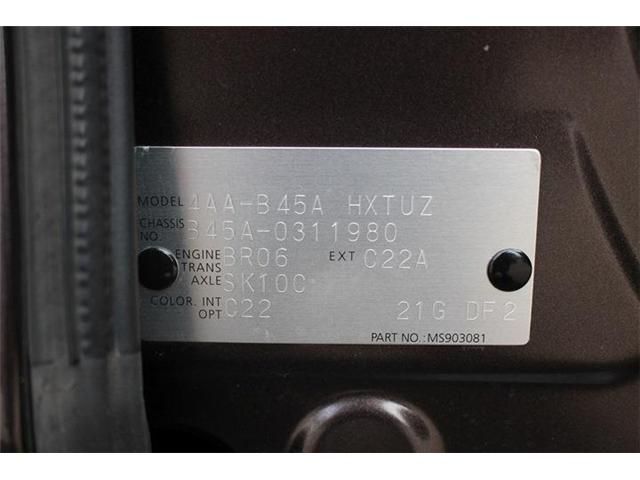 MODEL 4AA-B45A HXTUZ
CHASSIS NO. B45A-0311980
ENGINE BR06 EXT C22A
TRANS AXLE SK10C
COLOR. INT OPT C22 21G DF2
PART NO.: MS903081